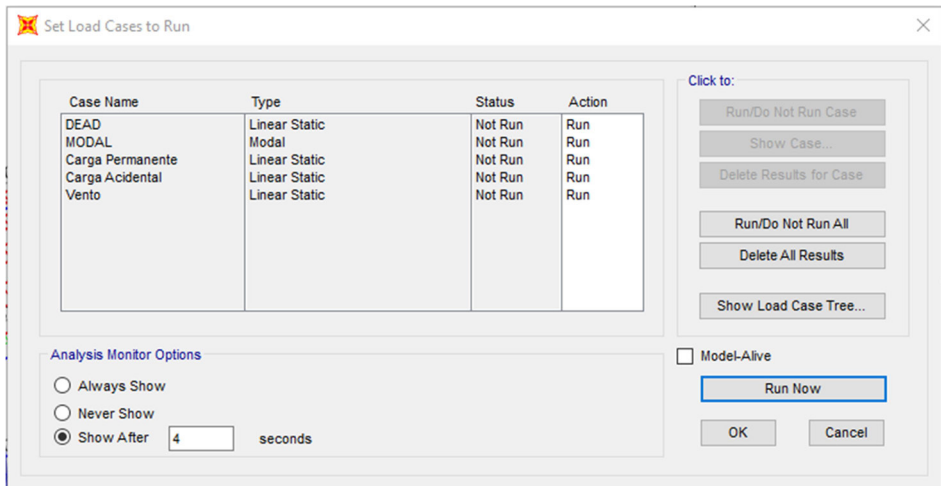 Set Load Cases to Run
Case Name Type Status Action
DEAD Linear Static Not Run Run
MODAL Modal Not Run Run
Carga Permanente Linear Static Not Run Run
Carga Acidental Linear Static Not Run Run
Vento Linear Static Not Run Run
Click to:
Run/Do Not Run Case
Show Case...
Delete Results for Case
Run/Do Not Run All
Delete All Results
Show Load Case Tree...
Analysis Monitor Options
Always Show
Never Show
Show After 4 seconds
Model-Alive
Run Now
OK Cancel